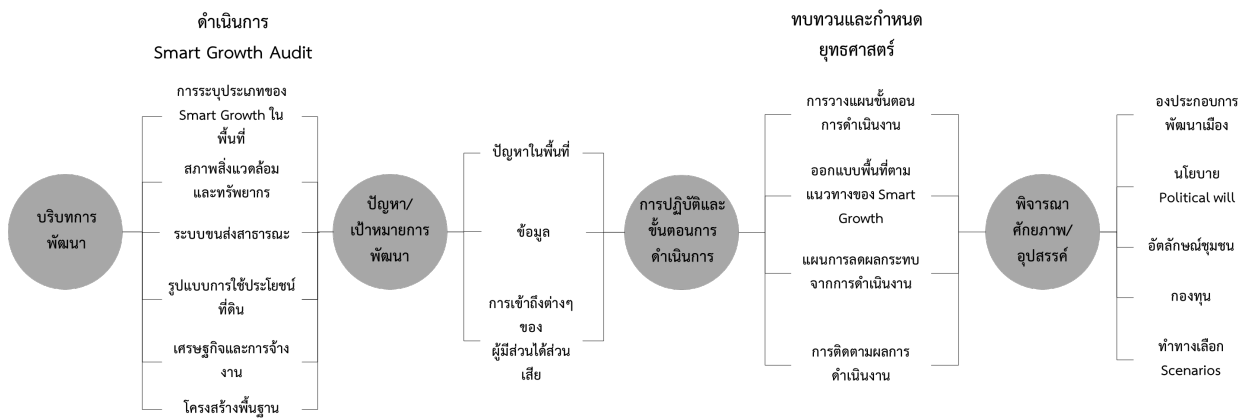 ดำเนินการ
Smart Growth Audit
ทบทวนและกำหนด
ยุทธศาสตร์
บริบทการ
พัฒนา
การระบุประเภทของ
Smart Growth ใน
พื้นที่
สภาพสิ่งแวดล้อม
และทรัพยากร
ระบบขนส่งสาธารณะ
รูปแบบการใช้ประโยชน์
ที่ดิน
เศรษฐกิจและการจ้าง
งาน
โครงสร้างพื้นฐาน
ปัญหา/
เป้าหมายการ
พัฒนา
ปัญหาในพื้นที่
ข้อมูล
การเข้าถึงต่างๆ
ของ
ผู้มีส่วนได้ส่วน
เสีย
การปฏิบัติและ
ขั้นตอนการ
ดำเนินการ
การวางแผนขั้นตอน
การดำเนินงาน
ออกแบบพื้นที่ตาม
แนวทางของ Smart
Growth
แผนการลดผลกระทบ
จากการดำเนินงาน
การติดตามผลการ
ดำเนินงาน
พิจารณา
ศักยภาพ/
อุปสรรค์
องประกอบการ
พัฒนาเมือง
นโยบาย
Political will
อัตลักษณ์ชุมชน
กองทุน
ทำทางเลือก
Scenarios